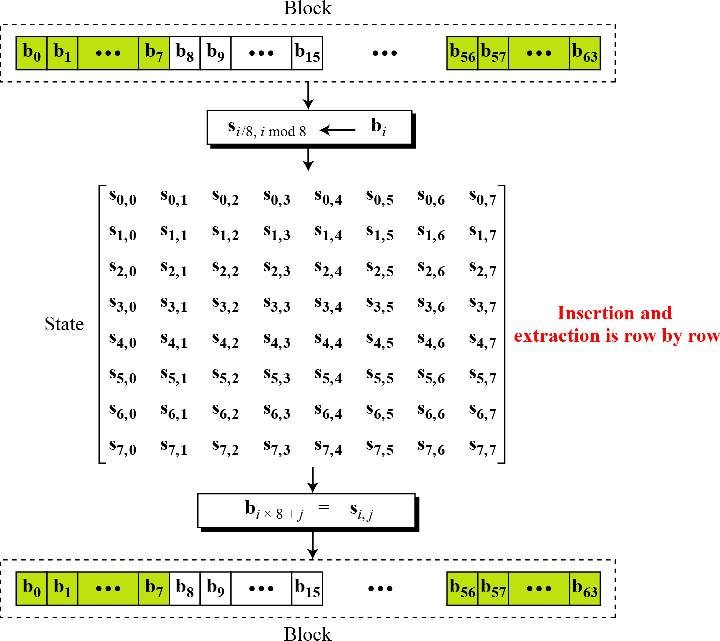 Block
b0 b1 ••• b7 b8 b9 ••• b15 ••• b56 b57 ••• b63
si/8, i mod 8 ← bi
s0,0 s0,1 s0,2 s0,3 s0,4 s0,5 s0,6 s0,7
s1,0 s1,1 s1,2 s1,3 s1,4 s1,5 s1,6 s1,7
s2,0 s2,1 s2,2 s2,3 s2,4 s2,5 s2,6 s2,7
s3,0 s3,1 s3,2 s3,3 s3,4 s3,5 s3,6 s3,7
State
s4,0 s4,1 s4,2 s4,3 s4,4 s4,5 s4,6 s4,7
s5,0 s5,1 s5,2 s5,3 s5,4 s5,5 s5,6 s5,7
s6,0 s6,1 s6,2 s6,3 s6,4 s6,5 s6,6 s6,7
s7,0 s7,1 s7,2 s7,3 s7,4 s7,5 s7,6 s7,7
Insertion and
extraction is row by row
bi × 8 + j = si,j
b0 b1 ••• b7 b8 b9 ••• b15 ••• b56 b57 ••• b63
Block